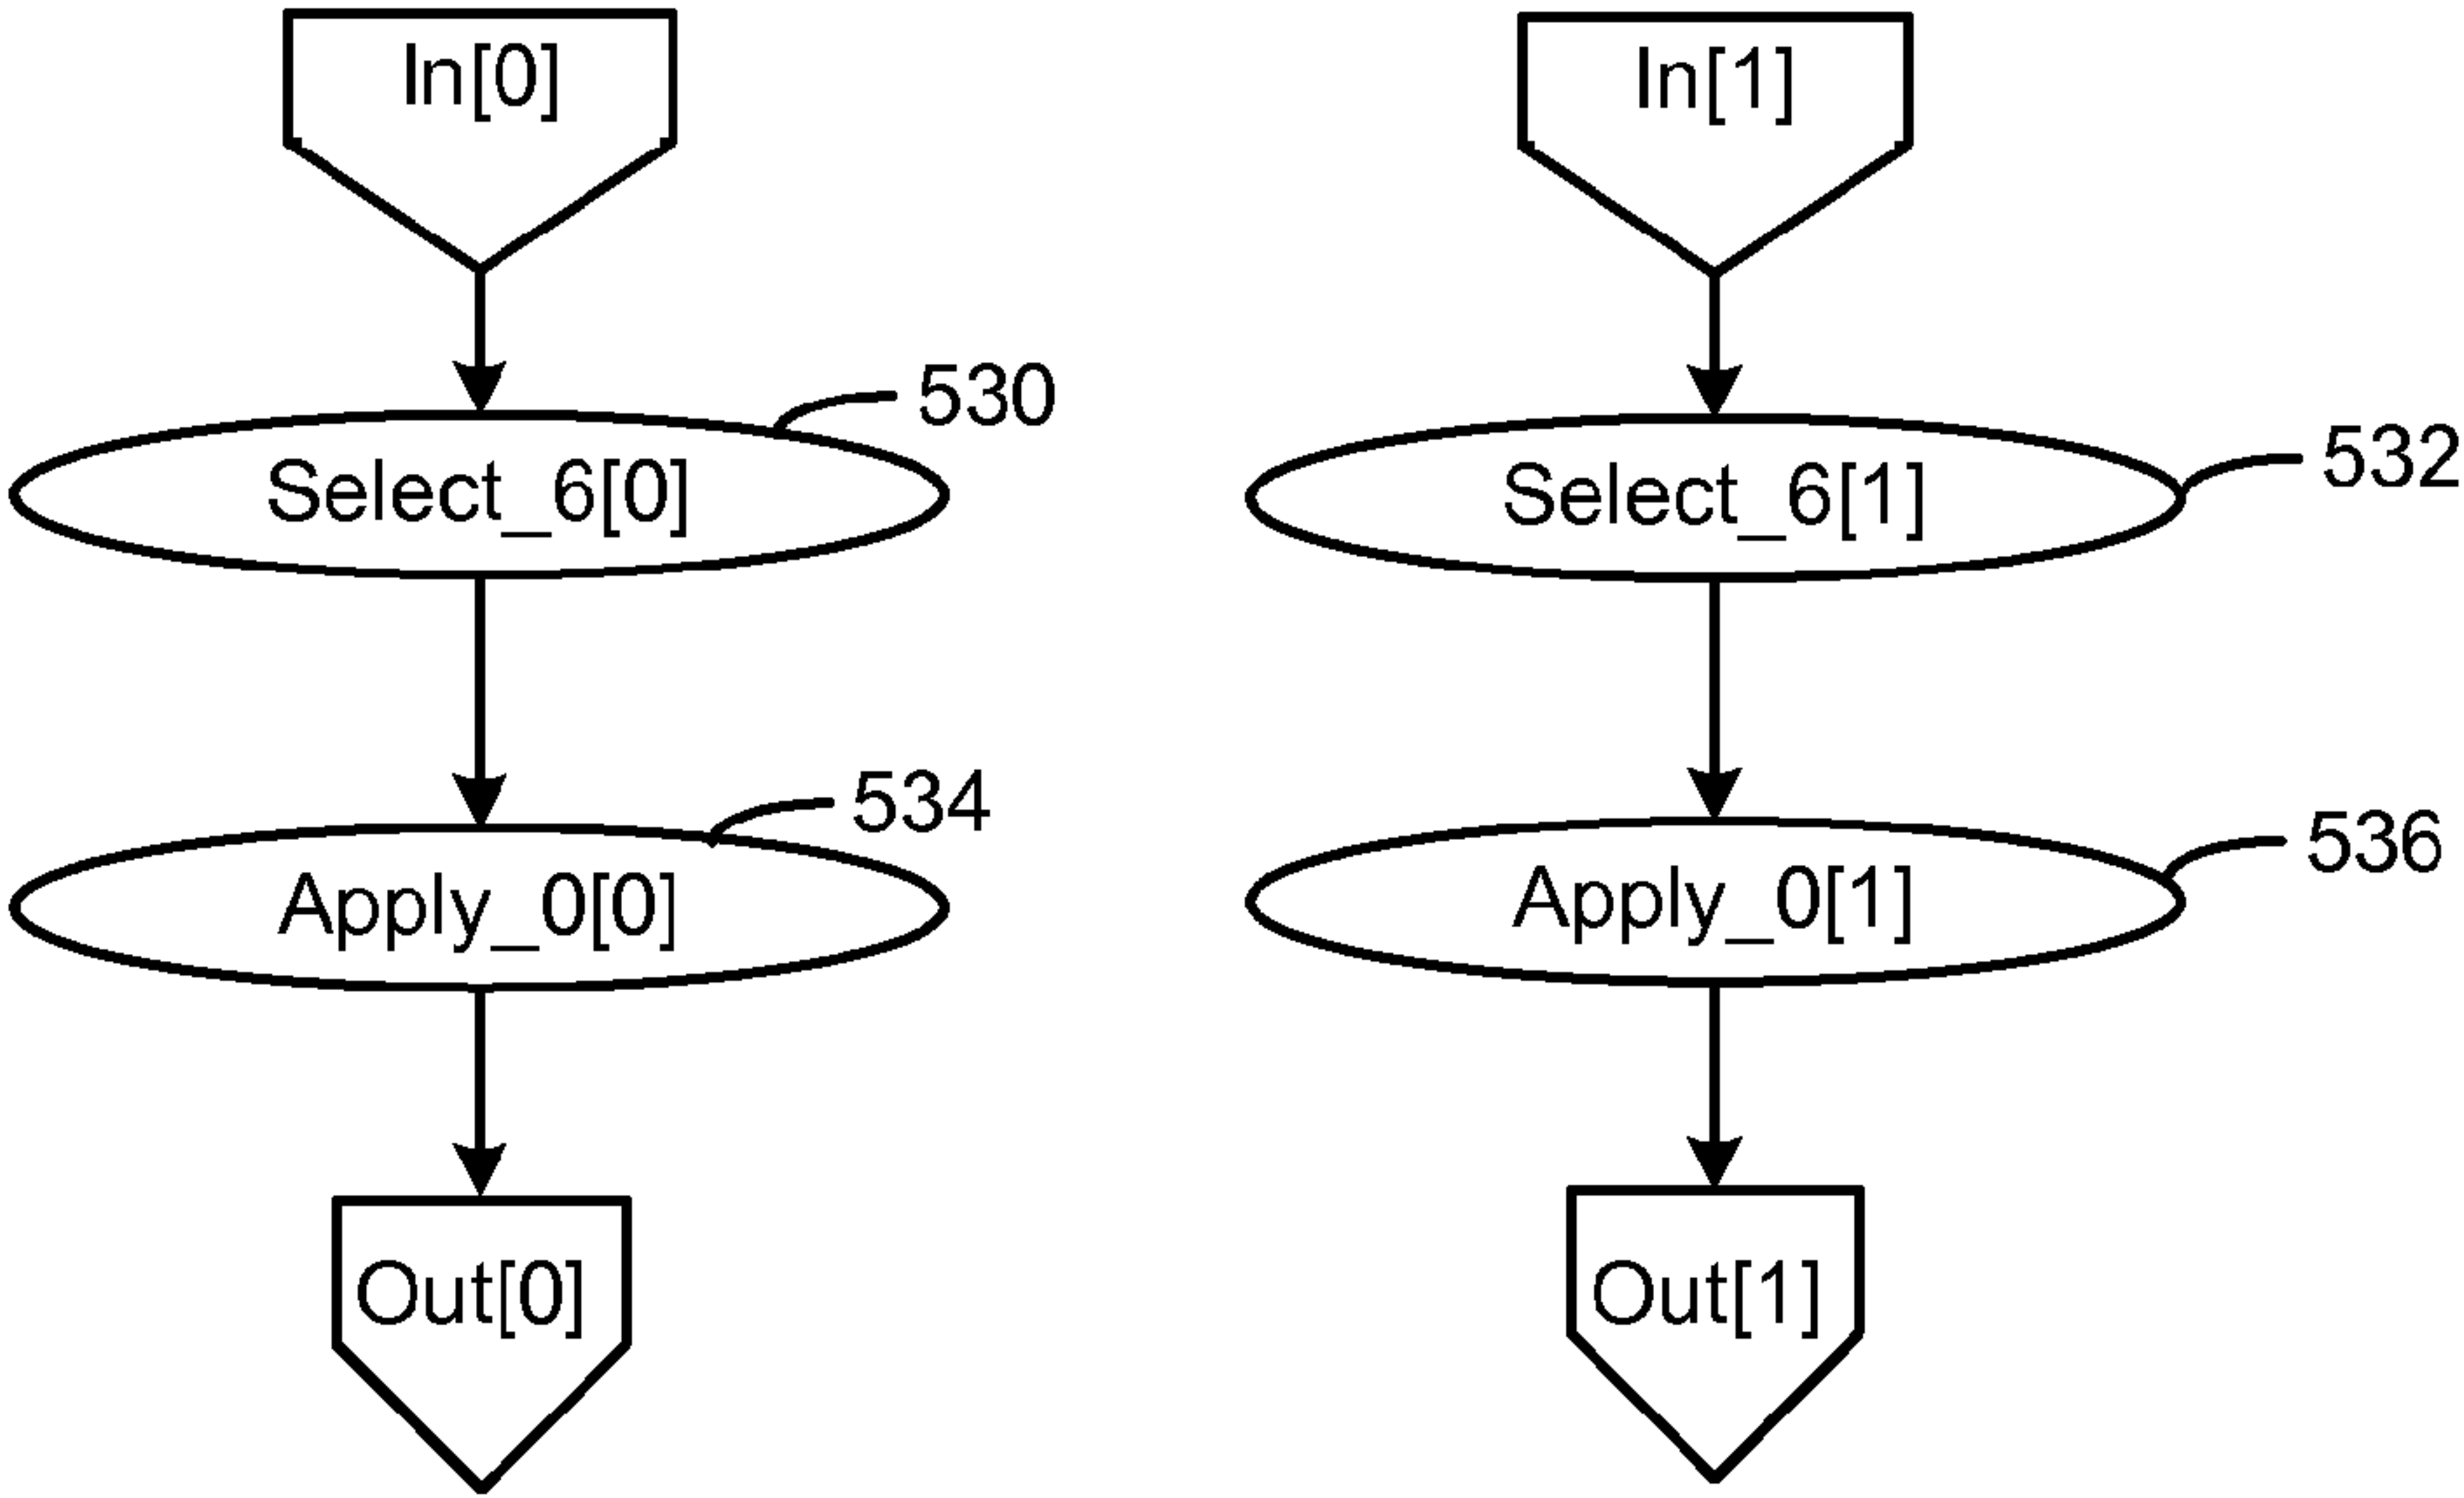 In[0]
In[1]
530
Select_6[0]
532
Select_6[1]
534
Apply_0[0]
536
Apply_0[1]
Out[0]
Out[1]